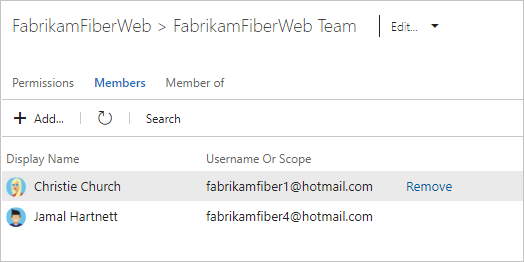 FabrikamFiberWeb > FabrikamFiberWeb Team Edit...
Permissions Members Member of
+ Add... Search
Display Name Username Or Scope
Christie Church fabrikamfiber1@hotmail.com Remove
Jamal Hartnett fabrikamfiber4@hotmail.com